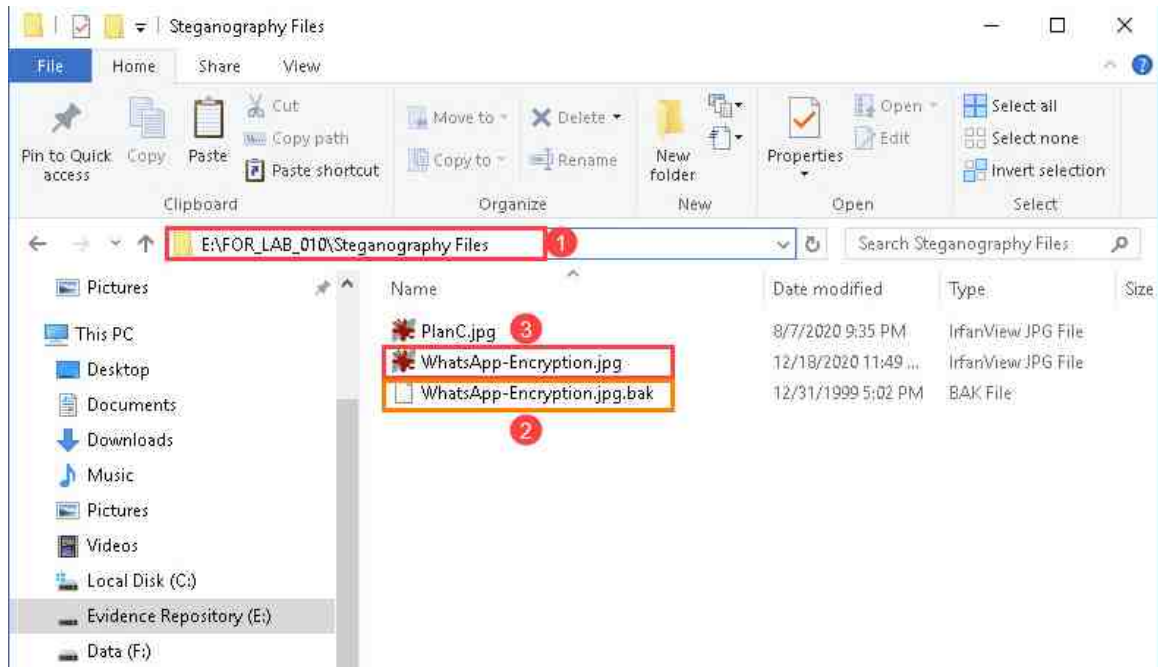 Steganography Files
File Home Share View
Pin to Quick access
Copy
Paste
Cut
Copy path
Paste shortcut
Clipboard
Move to
Copy to
Delete
Rename
Organize
New folder
New
Properties
Open
Edit
Open
Select all
Select none
Invert selection
Select
E:\FOR_LAB_010\Steganography Files 1
Search Steganography Files
Pictures
This PC
Desktop
Documents
Downloads
Music
Pictures
Videos
Local Disk (C:)
Evidence Repository (E:)
Data (F:)
Name Date modified Type Size
PlanC.jpg 3 8/7/2020 9:35 PM IrfanView JPG File
WhatsApp-Encryption.jpg 12/18/2020 11:49 ... IrfanView JPG File
WhatsApp-Encryption.jpg.bak 12/31/1999 5:02 PM BAK File
2